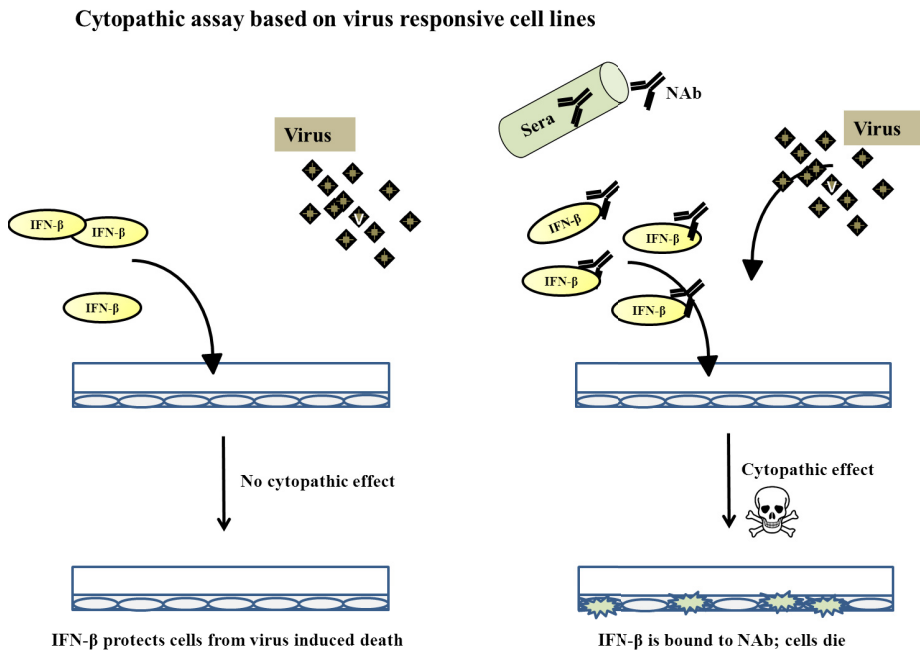 Cytopathic assay based on virus responsive cell lines
Virus
V
IFN-β
IFN-β
IFN-β
No cytopathic effect
IFN-β protects cells from virus induced death
Sera
NAb
Virus
V
IFN-β
IFN-β
IFN-β
IFN-β
Cytopathic effect
IFN-β is bound to NAb; cells die